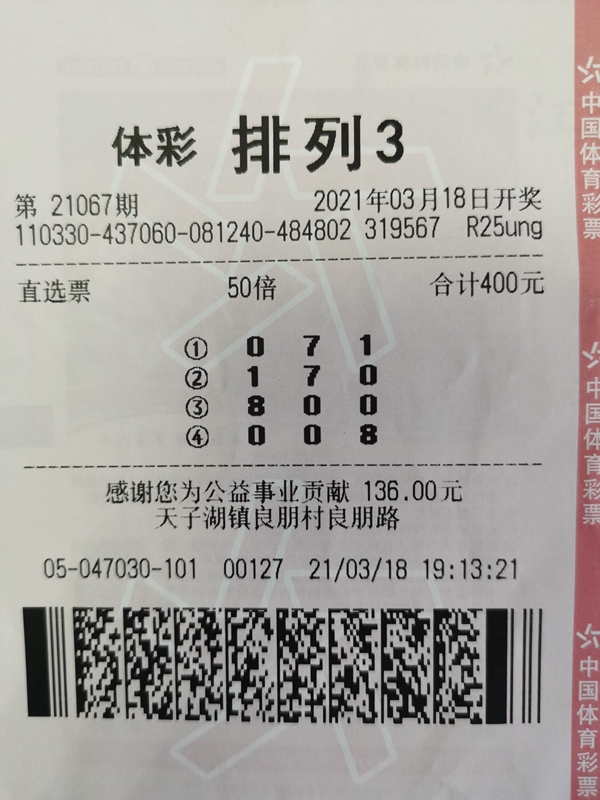 体彩 排列3
第 21067期 2021年03月18日开奖
110330-437060-081240-484802 319567 R25ung
直选票 50倍 合计400元
① 0 7 1
② 1 7 0
③ 8 0 0
④ 0 0 8
感谢您为公益事业贡献 136.00元
天子湖镇良朋村良朋路
05-047030-101 00127 21/03/18 19:13:21
中国体育彩票
中国体育彩票
中国体育彩票